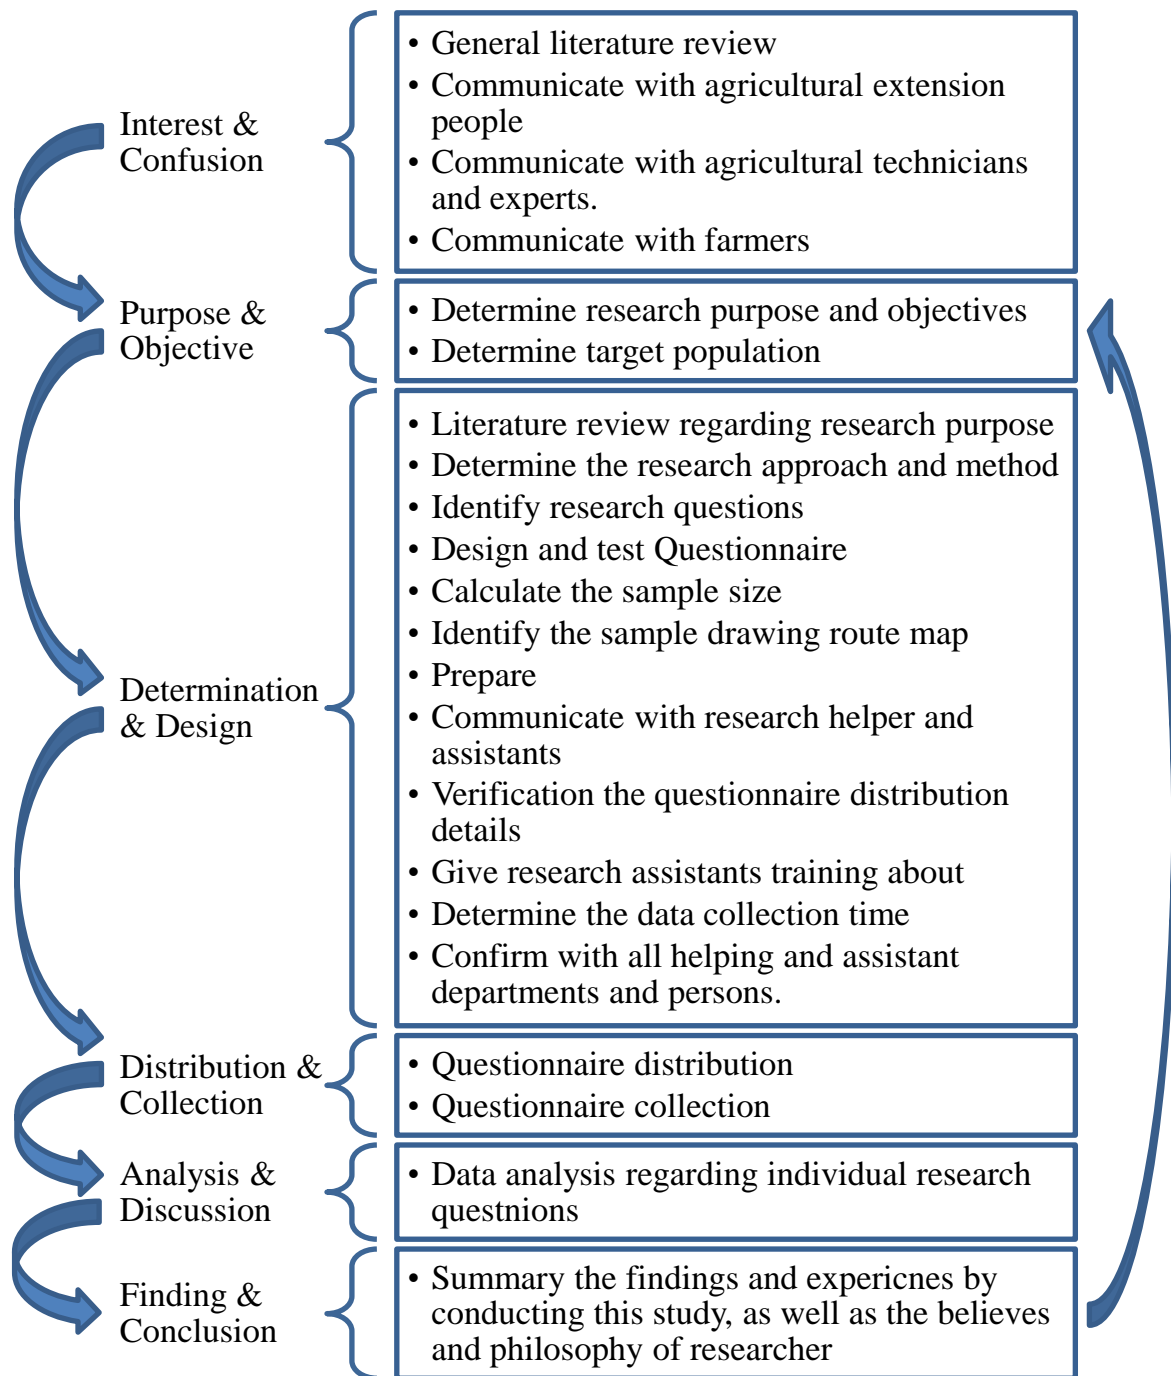 Interest &
Confusion
• General literature review
• Communicate with agricultural extension
people
• Communicate with agricultural technicians
and experts.
• Communicate with farmers
Purpose &
Objective
• Determine research purpose and objectives
• Determine target population
Determination
& Design
• Literature review regarding research purpose
• Determine the research approach and method
• Identify research questions
• Design and test Questionnaire
• Calculate the sample size
• Identify the sample drawing route map
• Prepare
• Communicate with research helper and
assistants
• Verification the questionnaire distribution
details
• Give research assistants training about
• Determine the data collection time
• Confirm with all helping and assistant
departments and persons.
Distribution &
Collection
• Questionnaire distribution
• Questionnaire collection
Analysis &
Discussion
• Data analysis regarding individual research
questnions
Finding &
Conclusion
• Summary the findings and expericnes by
conducting this study, as well as the believes
and philosophy of researcher